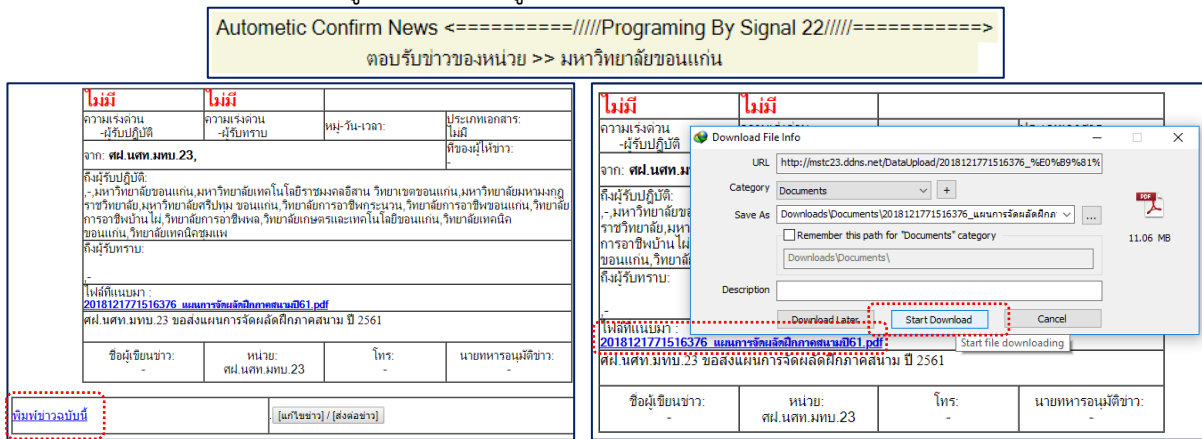 Autometic Confirm News <==========/////Programing By Signal 22/////===========>
ตอบรับข่าวของหน่วย >> มหาวิทยาลัยขอนแก่น
ไม่มี
ไม่มี
ความเร่งด่วน
-ผู้รับปฏิบัติ
ความเร่งด่วน
-ผู้รับทราบ
หมู่-วัน-เวลา:
ประเภทเอกสาร:
ไม่มี
จาก: ศฝ.นศท.มทบ.23,
ที่ของผู้ให้ข่าว:
-
ถึงผู้รับปฏิบัติ:
,-,มหาวิทยาลัยขอนแก่น,มหาวิทยาลัยเทคโนโลยีราชมงคลอีสาน วิทยาเขตขอนแก่น,มหาวิทยาลัยมหามงกุฎ
ราชวิทยาลัย,มหาวิทยาลัยศรีปทุม ขอนแก่น,วิทยาลัยการอาชีพกระนวน,วิทยาลัยการอาชีพขอนแก่น,วิทยาลัย
การอาชีพบ้านไผ่,วิทยาลัยการอาชีพพล,วิทยาลัยเกษตรและเทคโนโลยีขอนแก่น,วิทยาลัยเทคนิค
ขอนแก่น,วิทยาลัยเทคนิคชุมแพ
ถึงผู้รับทราบ:
,-
ไฟล์ที่แนบมา :
2018121771516376_แผนการจัดผลัดฝึกภาคสนามปี61.pdf
ศฝ.นศท.มทบ.23 ขอส่งแผนการจัดผลัดฝึกภาคสนาม ปี 2561
ชื่อผู้เขียนข่าว:
-
หน่วย:
ศฝ.นศท.มทบ.23
โทร:
-
นายทหารอนุมัติข่าว:
-
พิมพ์ข่าวฉบับนี้
[แก้ไขข่าว] / [ส่งต่อข่าว]
ไม่มี
ไม่มี
ความเร่งด่วน
-ผู้รับปฏิบัติ
จาก: ศฝ.นศท.ม
ถึงผู้รับปฏิบัติ:
,-,มหาวิทยาลัยขอ
ราชวิทยาลัย,มหา
การอาชีพบ้านไผ่
ขอนแก่น,วิทยาลั
ถึงผู้รับทราบ:
,-
Download File Info
URL
http://mstc23.ddns.net/DataUpload/2018121771516376_%E0%B9%81%
Category
Documents
+
Save As
Downloads\Documents\2018121771516376_แผนการจัดผลัดฝึกภ
...
Remember this path for "Documents" category
Downloads\Documents\
Description
Download Later
Start Download
Cancel
PDF
11.06 MB
Start file downloading
ไฟล์ที่แนบมา :
2018121771516376_แผนการจัดผลัดฝึกภาคสนามปี61.pdf
ศฝ.นศท.มทบ.23 ขอส่งแผนการจัดผลัดฝึกภาคสนาม ปี 2561
ชื่อผู้เขียนข่าว:
-
หน่วย:
ศฝ.นศท.มทบ.23
โทร:
-
นายทหารอนุมัติข่าว:
-